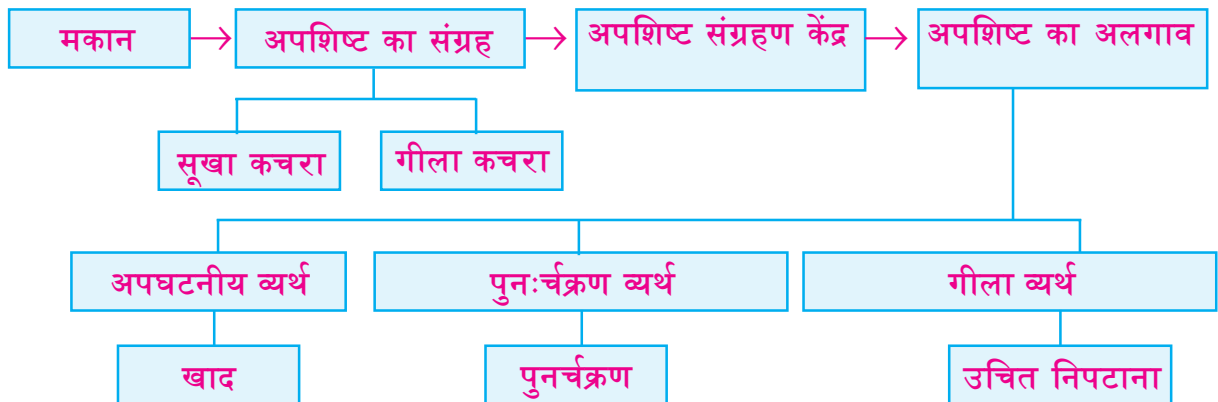 मकान
अपशिष्ट का संग्रह
अपशिष्ट संग्रहण केंद्र
अपशिष्ट का अलगाव
सूखा कचरा
गीला कचरा
अपघटनीय व्यर्थ
पुनःर्चक्रण व्यर्थ
गीला व्यर्थ
खाद
पुनर्चक्रण
उचित निपटाना